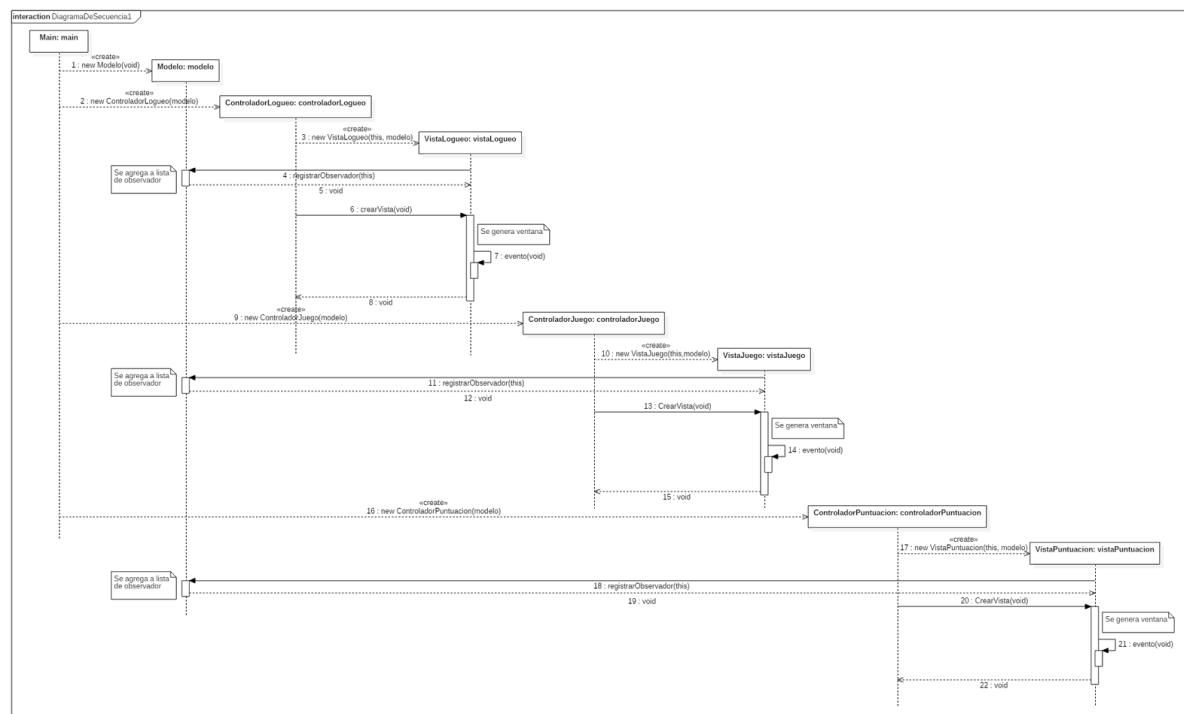 interaction DiagramaDeSecuencia1
Main: main
«create»
1 : new Modelo(void)
Modelo: modelo
«create»
2 : new ControladorLogueo(modelo)
ControladorLogueo: controladorLogueo
«create»
3 : new VistaLogueo(this, modelo)
VistaLogueo: vistaLogueo
Se agrega a lista
de observador
4 : registrarObservador(this)
5 : void
6 : crearVista(void)
Se genera ventana
7 : evento(void)
8 : void
«create»
9 : new ControladorJuego(modelo)
ControladorJuego: controladorJuego
«create»
10 : new VistaJuego(this,modelo)
VistaJuego: vistaJuego
Se agrega a lista
de observador
11 : registrarObservador(this)
12 : void
13 : CrearVista(void)
Se genera ventana
14 : evento(void)
15 : void
«create»
16 : new ControladorPuntuacion(modelo)
ControladorPuntuacion: controladorPuntuacion
«create»
17 : new VistaPuntuacion(this, modelo)
VistaPuntuacion: vistaPuntuacion
Se agrega a lista
de observador
18 : registrarObservador(this)
19 : void
20 : CrearVista(void)
Se genera ventana
21 : evento(void)
22 : void